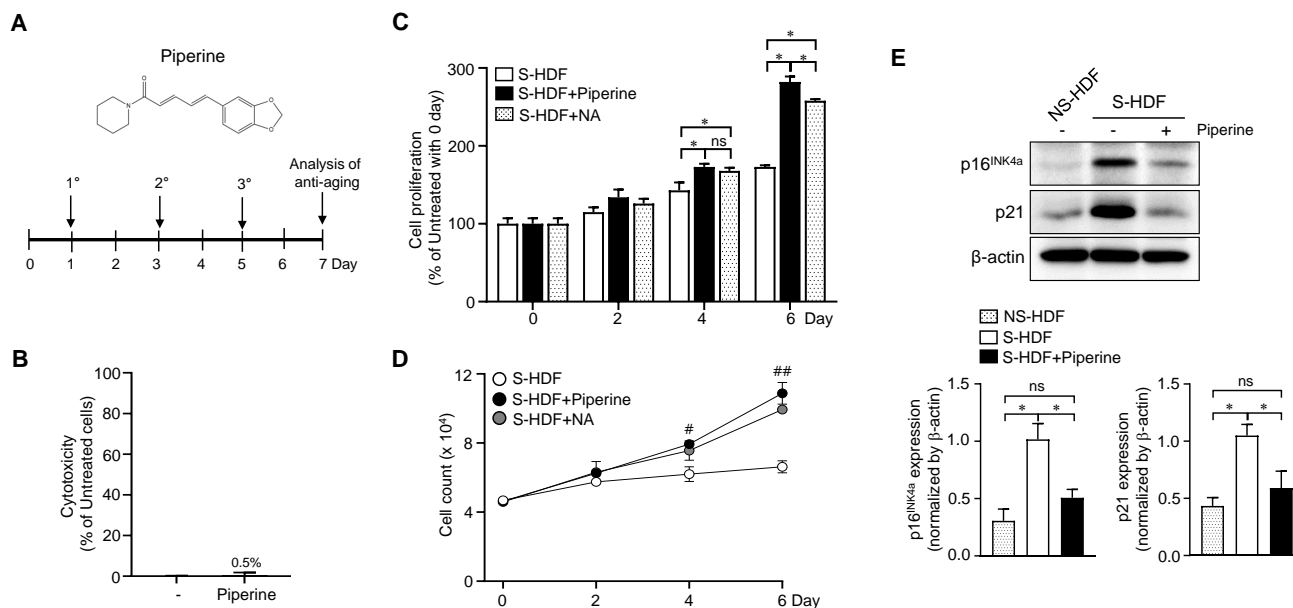 A
Piperine
O
N
O
O
Analysis of
anti-aging
1°
2°
3°
0 1 2 3 4 5 6 7 Day
B
Cytotoxicity
(% of Untreated cells)
100
80
60
40
20
0
0.5%
- Piperine
C
Cell proliferation
(% of Untreated with 0 day)
300
200
100
0
S-HDF
S-HDF+Piperine
S-HDF+NA
* ns
*
* *
*
0 2 4 6 Day
D
Cell count (x 10⁴)
12
8
4
0
S-HDF
S-HDF+Piperine
S-HDF+NA
#
##
0 2 4 6 Day
E
NS-HDF
S-HDF
- - + Piperine
p16ᴵᴺᴷ⁴ᵃ
p21
β-actin
NS-HDF
S-HDF
S-HDF+Piperine
p16ᴵᴺᴷ⁴ᵃ expression
(normalized by β-actin)
1.5
1.0
0.5
0.0
ns
* *
p21 expression
(normalized by β-actin)
1.5
1.0
0.5
0.0
ns
* *